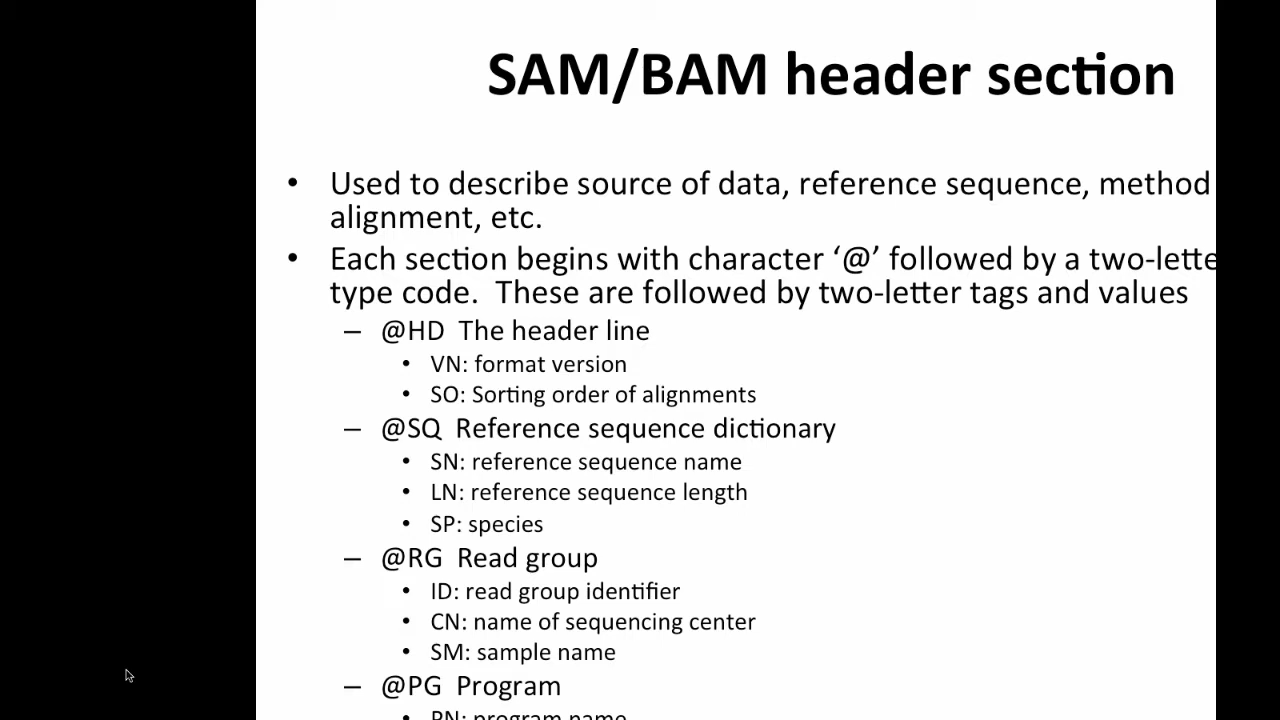 SAM/BAM header section
• Used to describe source of data, reference sequence, method
alignment, etc.
• Each section begins with character ‘@’ followed by a two-lette
type code.  These are followed by two-letter tags and values
– @HD  The header line
• VN: format version
• SO: Sorting order of alignments
– @SQ  Reference sequence dictionary
• SN: reference sequence name
• LN: reference sequence length
• SP: species
– @RG  Read group
• ID: read group identifier
• CN: name of sequencing center
• SM: sample name
– @PG  Program
• PN: program name